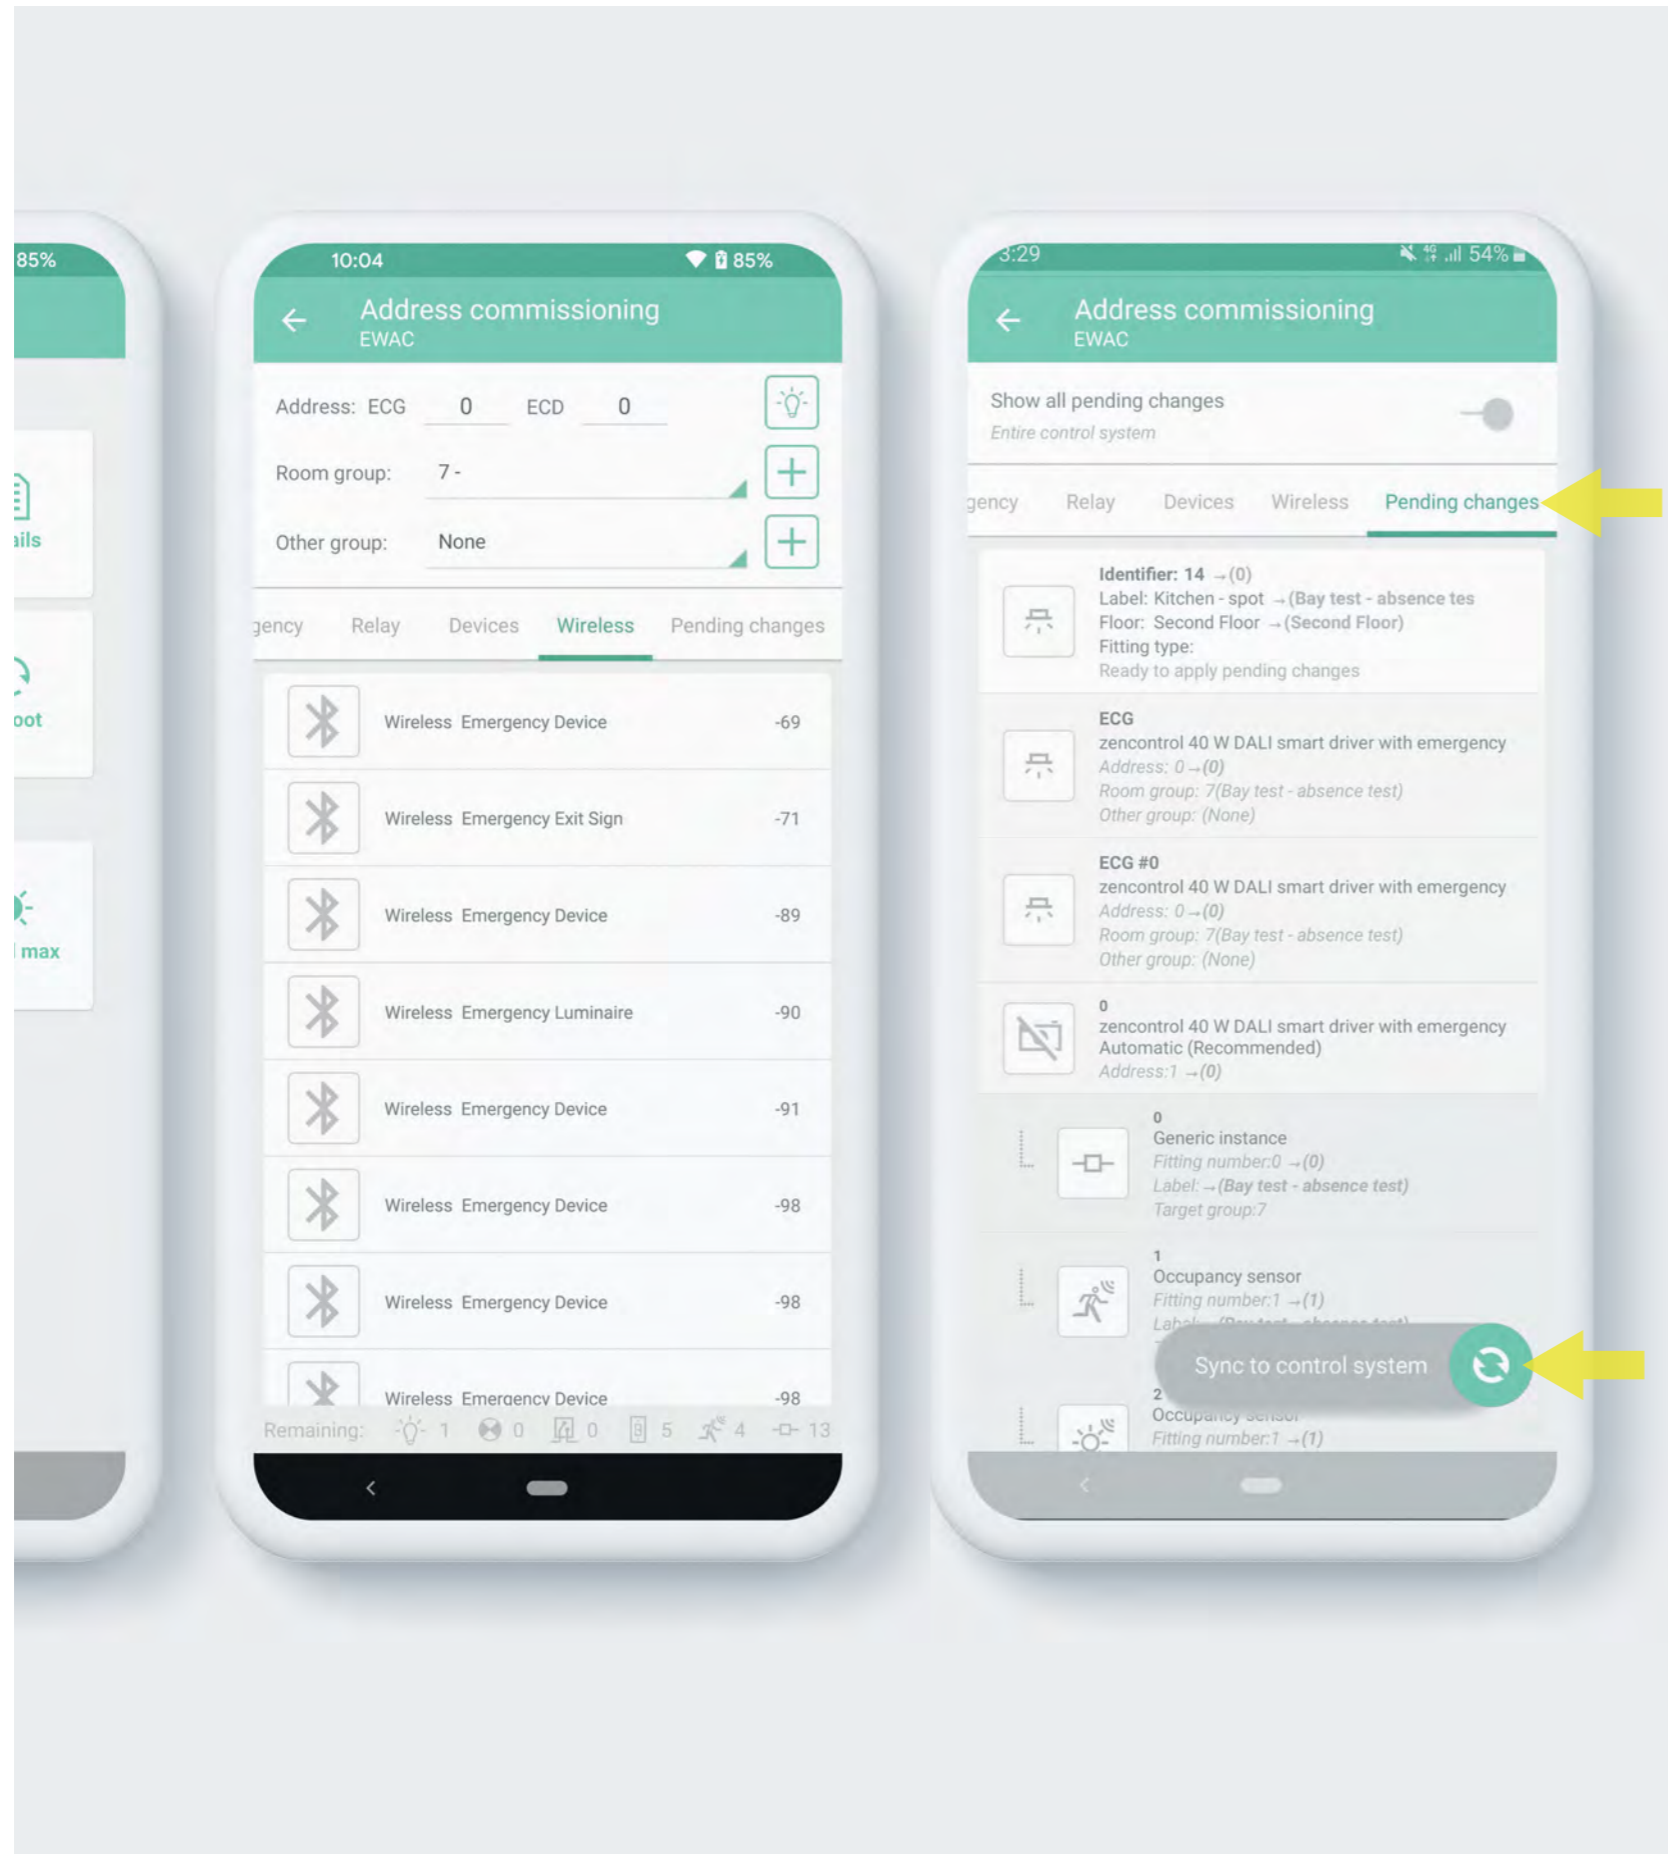 85%
ails
oot
max
10:04
85%
Address commissioning
EWAC
Address: ECG 0 ECD 0
Room group: 7 -
Other group: None
gency Relay Devices Wireless Pending changes
Wireless Emergency Device -69
Wireless Emergency Exit Sign -71
Wireless Emergency Device -89
Wireless Emergency Luminaire -90
Wireless Emergency Device -91
Wireless Emergency Device -98
Wireless Emergency Device -98
Wireless Emergency Device -98
Remaining: 1 0 0 5 4 13
3:29
4G 54%
Address commissioning
EWAC
Show all pending changes
Entire control system
gency Relay Devices Wireless Pending changes
Identifier: 14 →(0)
Label: Kitchen - spot →(Bay test - absence tes
Floor: Second Floor →(Second Floor)
Fitting type:
Ready to apply pending changes
ECG
zencontrol 40 W DALI smart driver with emergency
Address: 0→(0)
Room group: 7(Bay test - absence test)
Other group: (None)
ECG #0
zencontrol 40 W DALI smart driver with emergency
Address: 0→(0)
Room group: 7(Bay test - absence test)
Other group: (None)
0
zencontrol 40 W DALI smart driver with emergency
Automatic (Recommended)
Address:1 →(0)
0
Generic instance
Fitting number:0 →(0)
Label: →(Bay test - absence test)
Target group:7
1
Occupancy sensor
Fitting number:1 →(1)
Label: →(Bay test - absence test)
Sync to control system
2
Occupancy sensor
Fitting number:1 →(1)